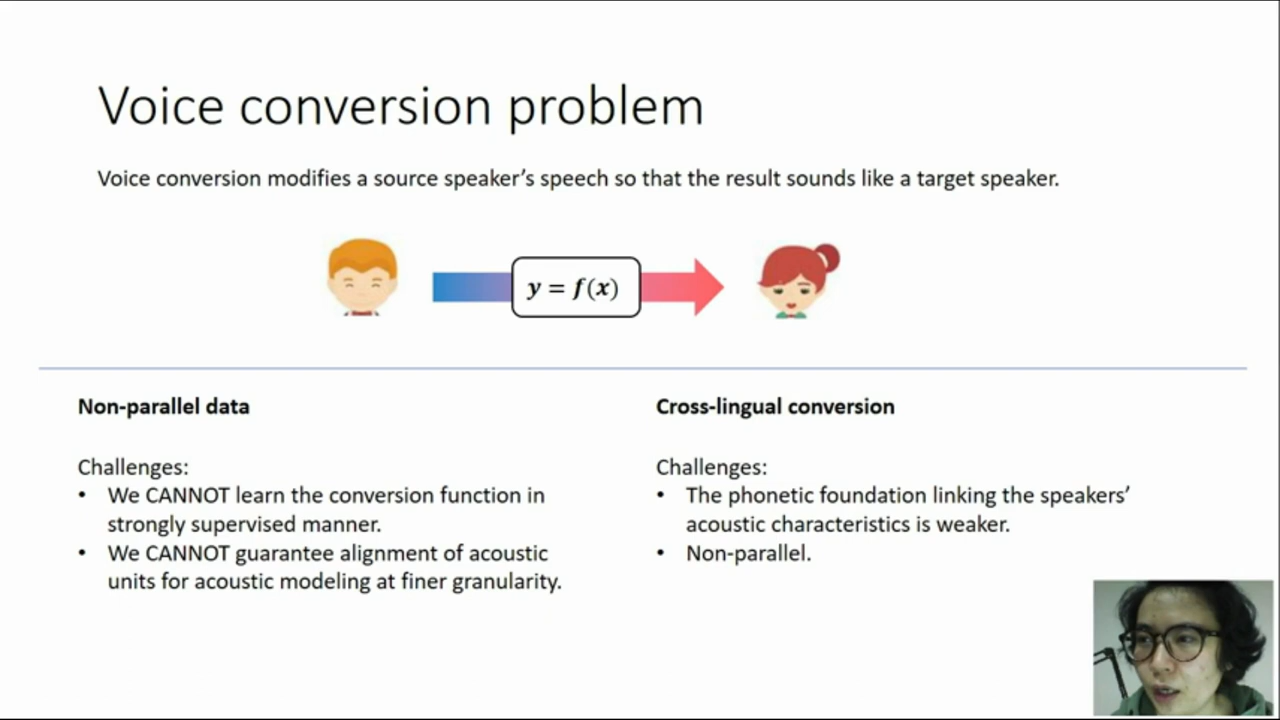 Voice conversion problem
Voice conversion modifies a source speaker’s speech so that the result sounds like a target speaker.
y = f(x)
Non-parallel data
Challenges:
• We CANNOT learn the conversion function in
strongly supervised manner.
• We CANNOT guarantee alignment of acoustic
units for acoustic modeling at finer granularity.
Cross-lingual conversion
Challenges:
• The phonetic foundation linking the speakers’
acoustic characteristics is weaker.
• Non-parallel.